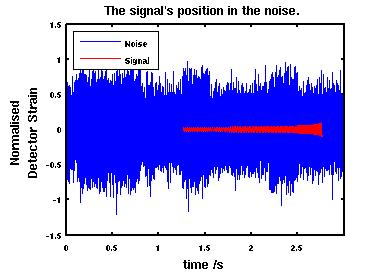 The signal's position in the noise.
1.5
Noise
Signal
1
0.5
0
-0.5
-1
-1.5
Normalised
Detector Strain
0 0.5 1 1.5 2 2.5
time /s